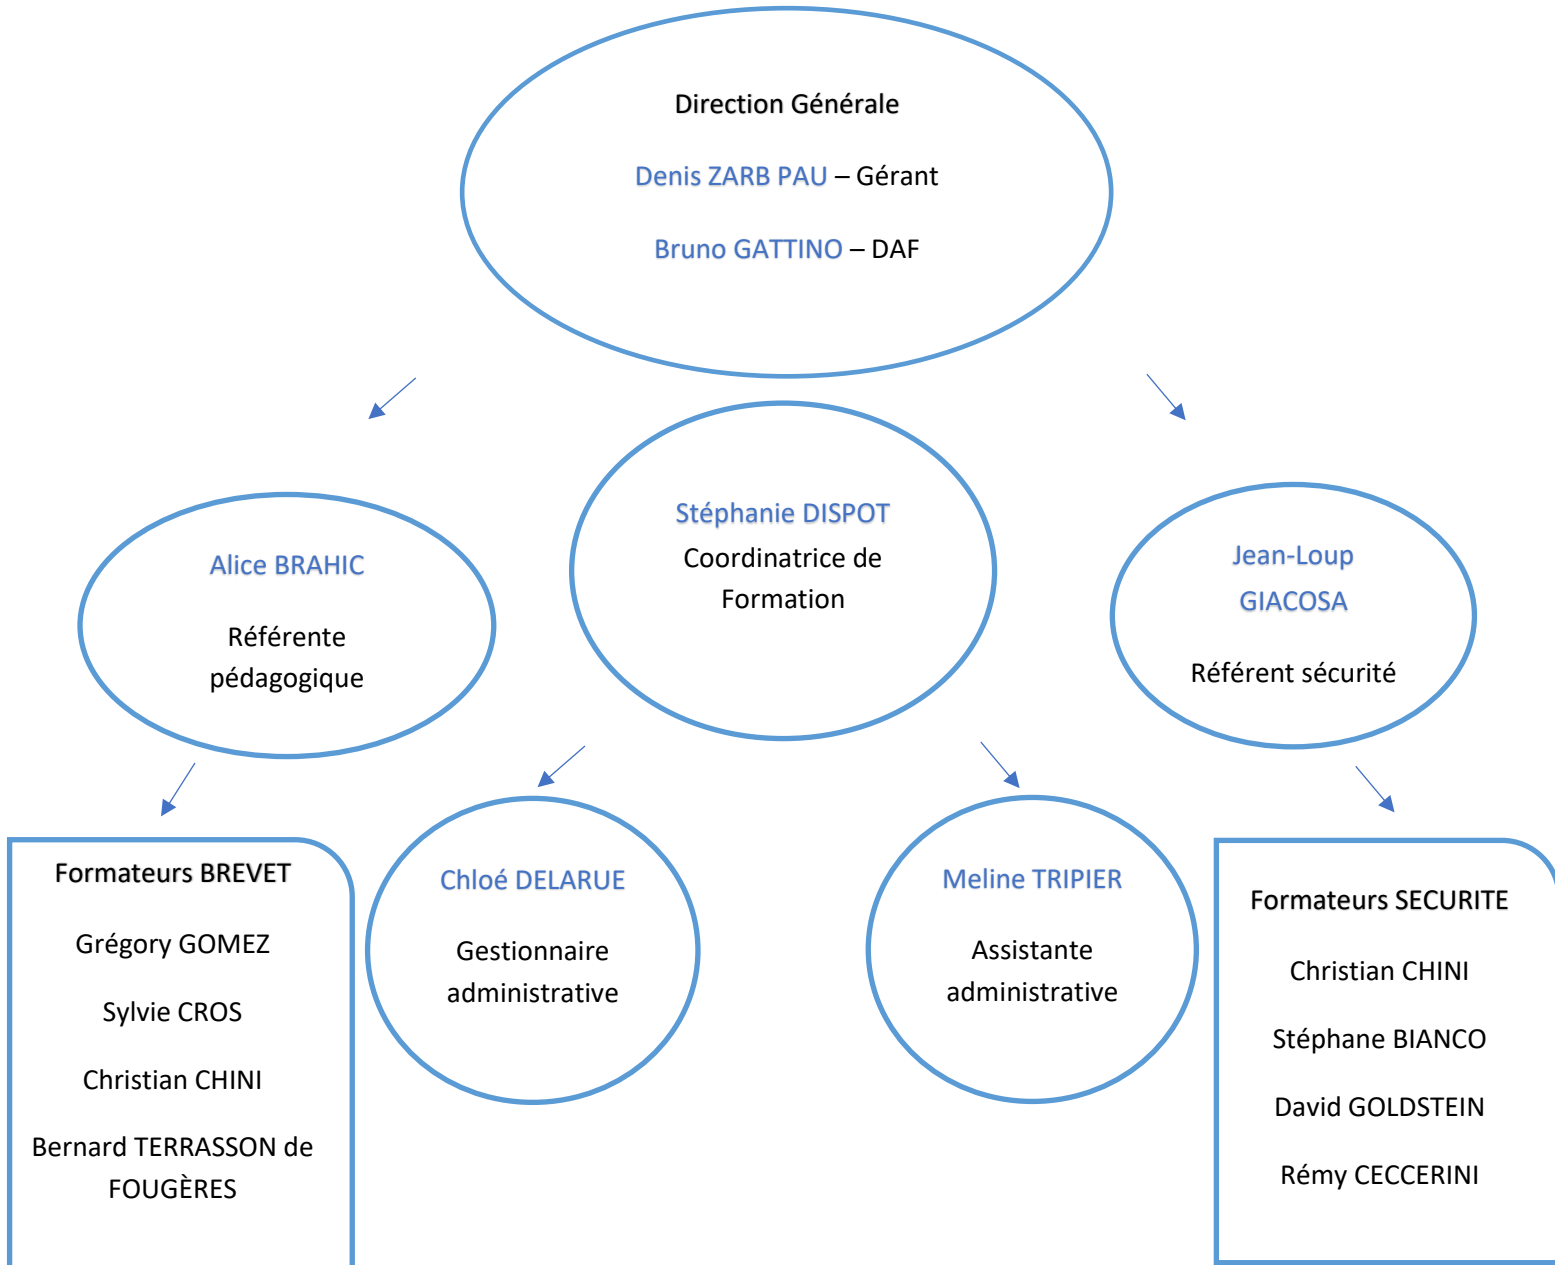 Direction Générale
Denis ZARB PAU – Gérant
Bruno GATTINO – DAF
Alice BRAHIC
Référente
pédagogique
Stéphanie DISPOT
Coordinatrice de
Formation
Jean-Loup
GIACOSA
Référent sécurité
Formateurs BREVET
Grégory GOMEZ
Sylvie CROS
Christian CHINI
Bernard TERRASSON de
FOUGÈRES
Chloé DELARUE
Gestionnaire
administrative
Meline TRIPIER
Assistante
administrative
Formateurs SECURITE
Christian CHINI
Stéphane BIANCO
David GOLDSTEIN
Rémy CECCERINI